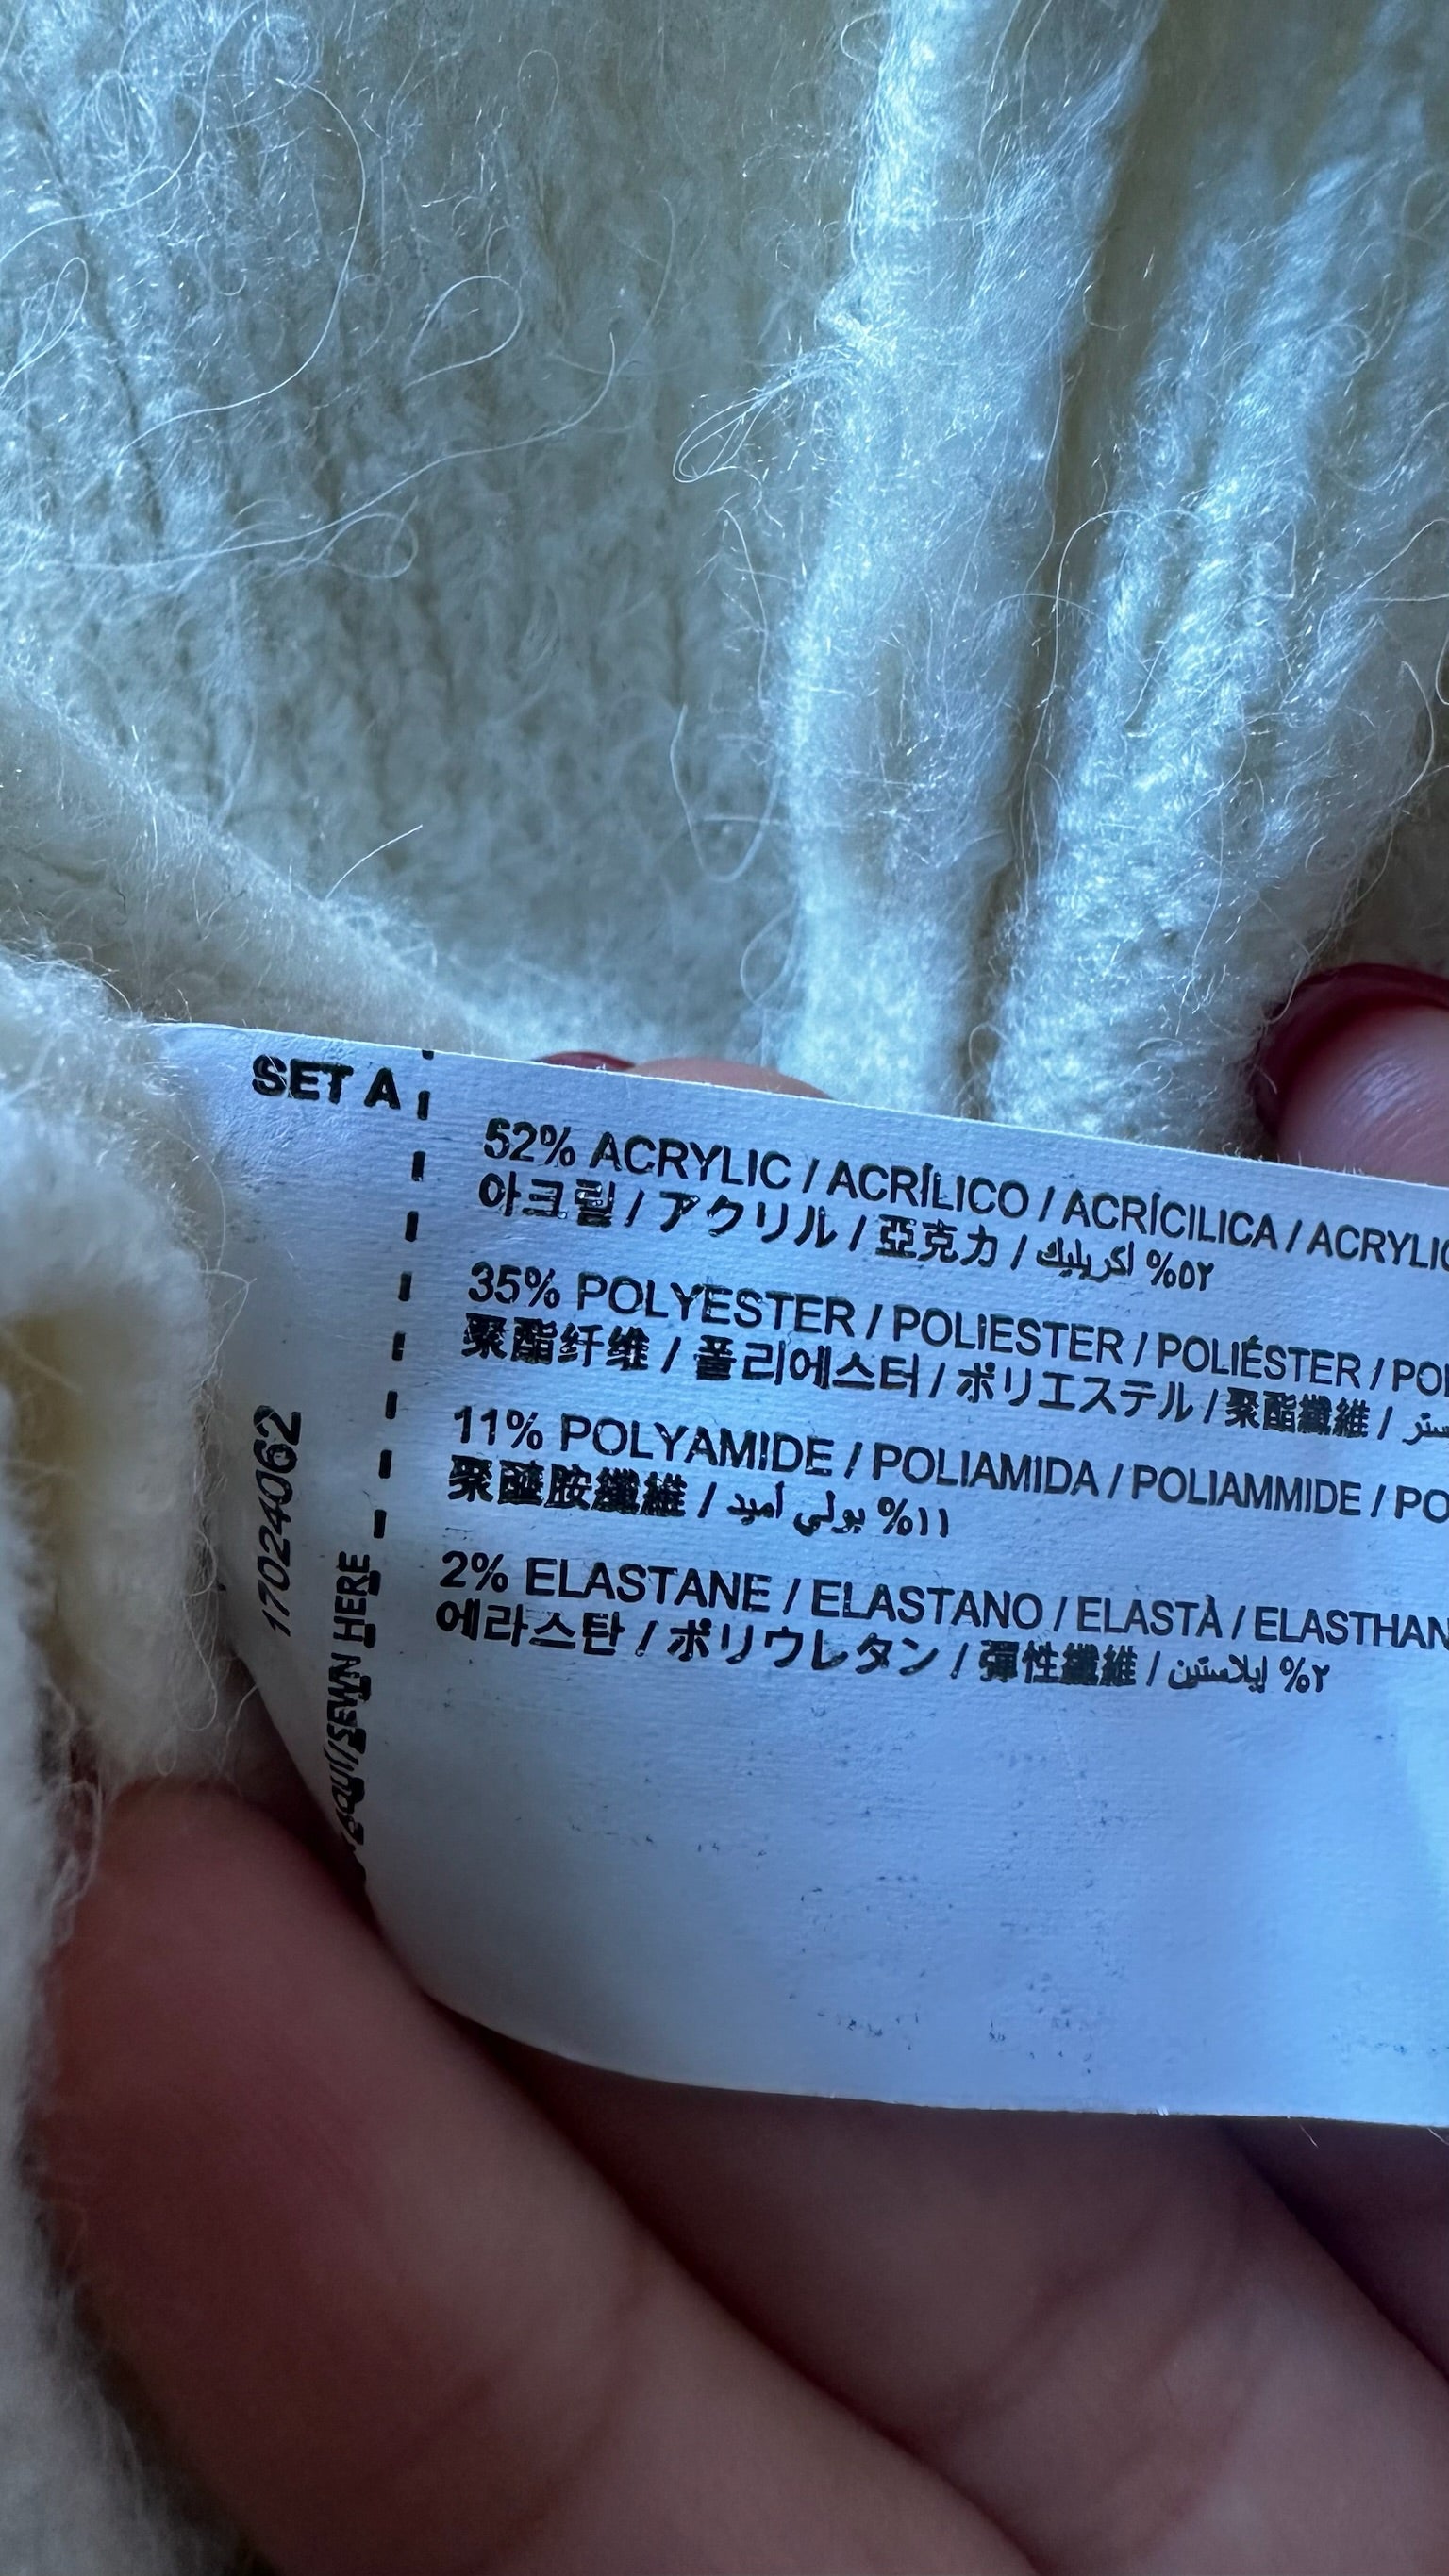 SET A
52% ACRYLIC / ACRÍLICO / ACRÍCILICA / ACRYLIC
아크릴 / アクリル / 亞克力 / اكريليك %٥٢
35% POLYESTER / POLIESTER / POLIÉSTER / POL
聚酯纤维 / 폴리에스터 / ポリエステル / 聚酯纖維 /
11% POLYAMIDE / POLIAMIDA / POLIAMMIDE / PO
聚醯胺纖維 / بولي أميد %١١
2% ELASTANE / ELASTANO / ELASTÀ / ELASTHAN
에라스탄 / ポリウレタン / 彈性纖維 / إيلاستين %٢
17024062
AQUÍ/SEWN HERE